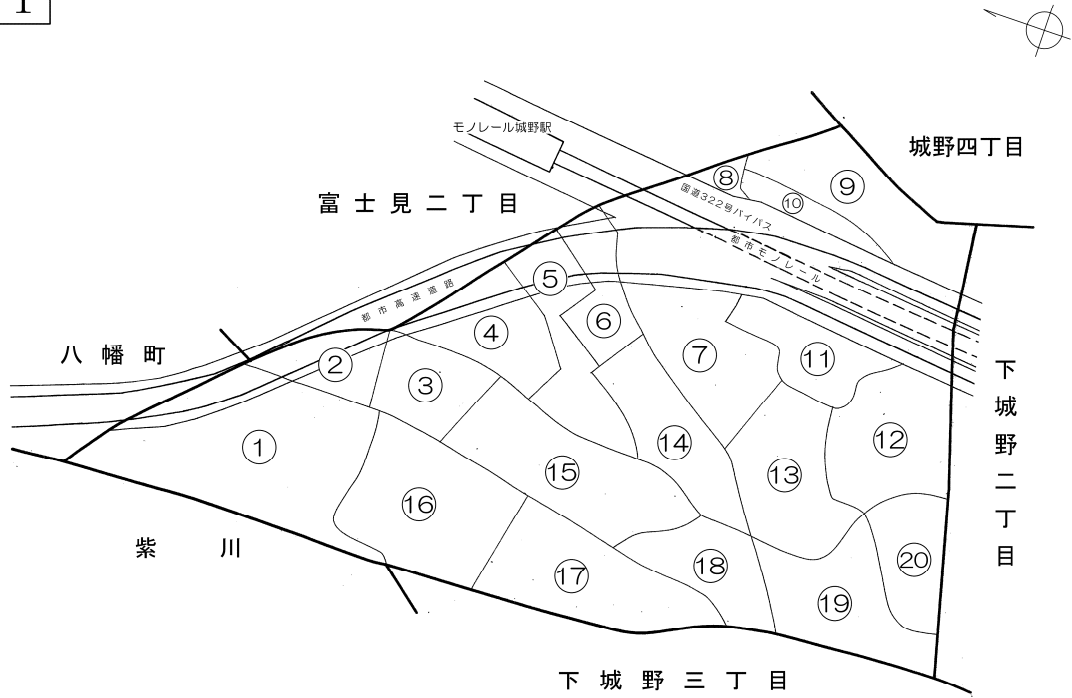 1
モノレール城野駅
城野四丁目
富士見二丁目
国道322号バイパス
都市モノレール
都市高速道路
八幡町
下城野二丁目
紫川
下城野三丁目
⑧
⑨
⑩
⑤
⑥
④
②
③
⑦
⑪
①
⑫
⑭
⑮
⑬
⑯
⑰
⑱
⑳
⑲